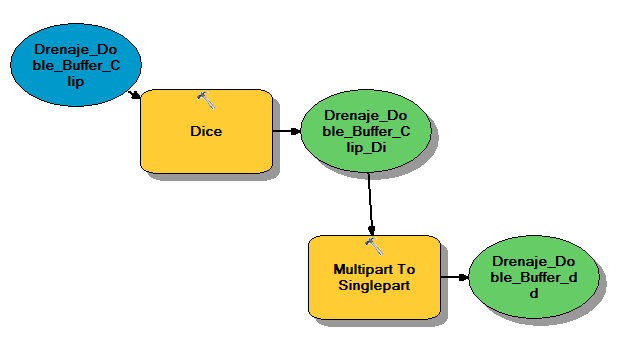 Drenaje_Do
ble_Buffer_C
lip
Dice
Drenaje_Do
ble_Buffer_C
lip_Di
Multipart To
Singlepart
Drenaje_Do
ble_Buffer_d
d